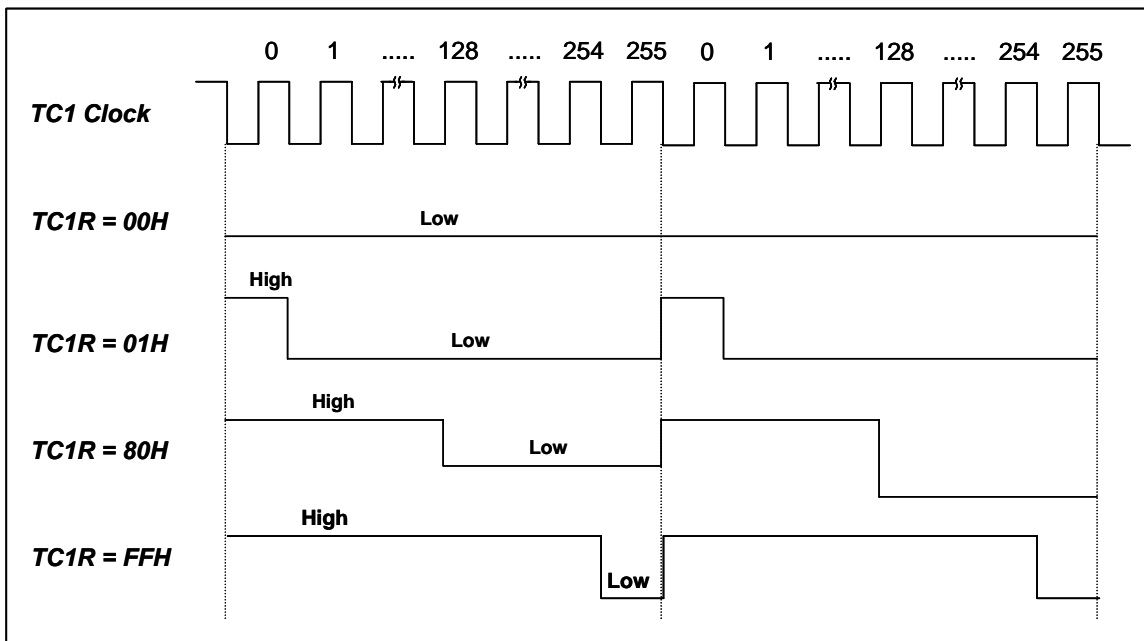 0 1 ..... 128 ..... 254 255 0 1 ..... 128 ..... 254 255
TC1 Clock
TC1R = 00H
Low
High
TC1R = 01H
Low
High
TC1R = 80H
Low
High
TC1R = FFH
Low